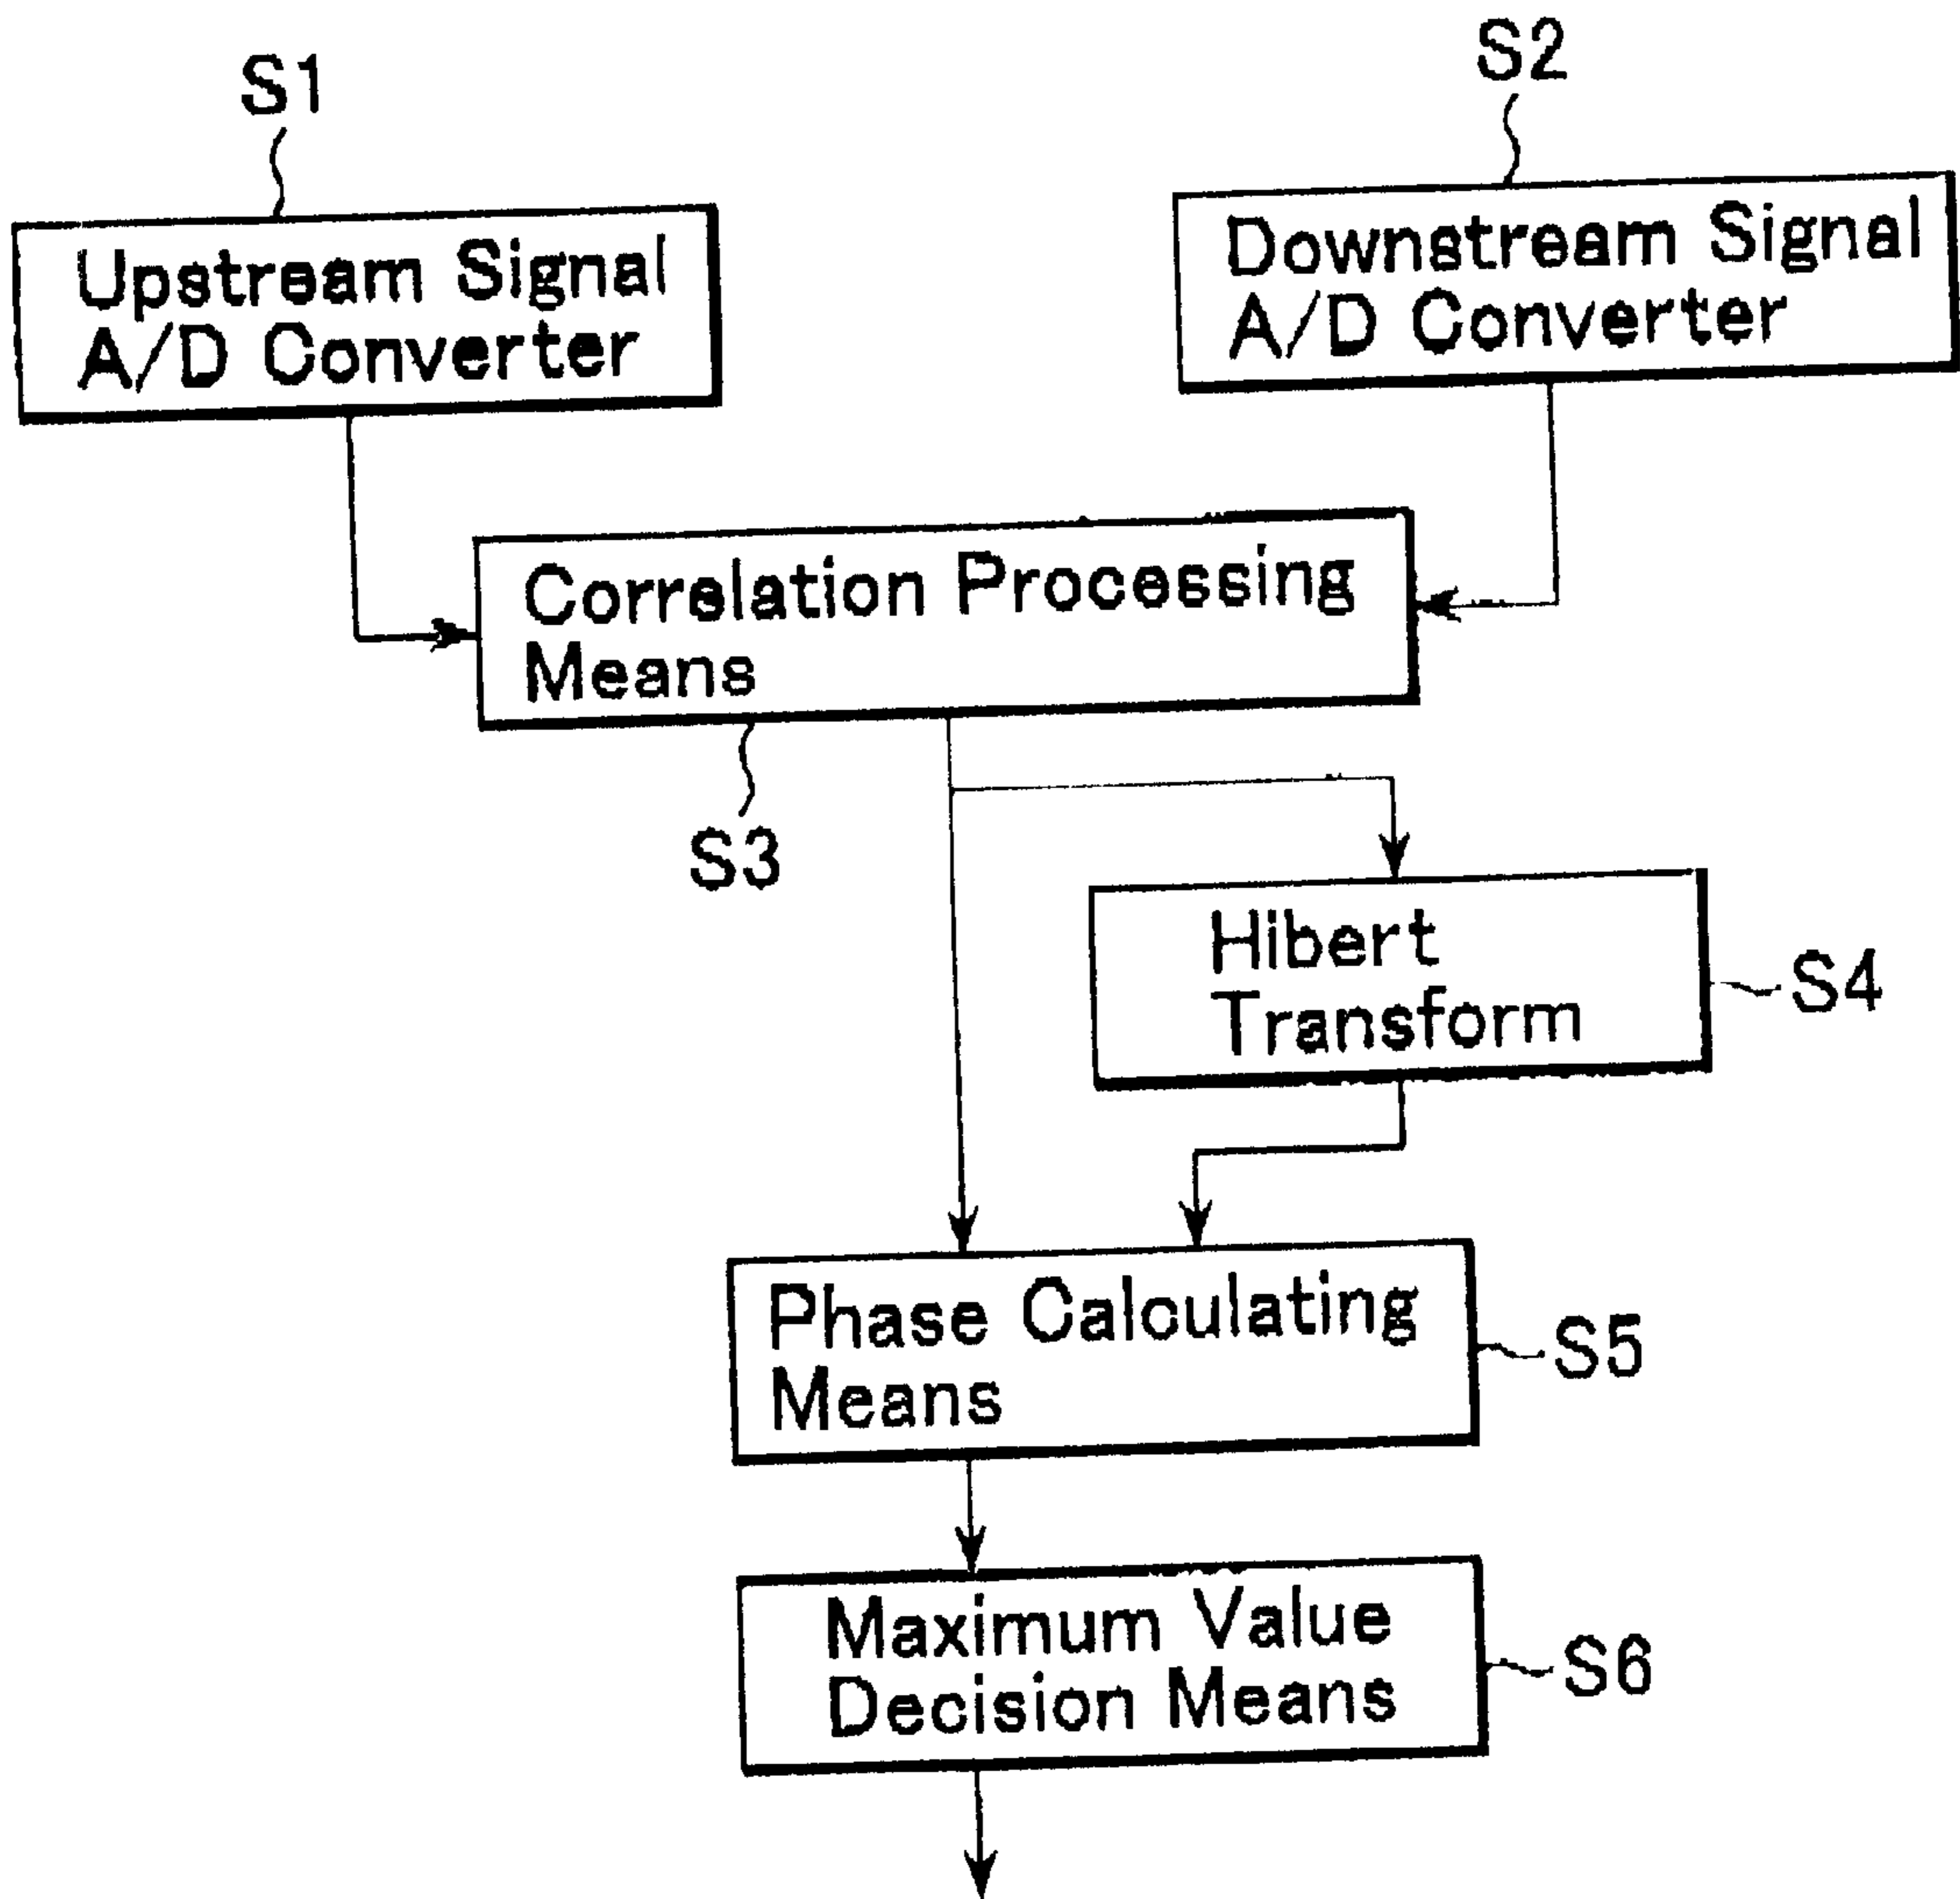 S1
S2
Upstream Signal
A/D Converter
Downstream Signal
A/D Converter
Correlation Processing
Means
S3
Hibert
Transform
S4
Phase Calculating
Means
S5
Maximum Value
Decision Means
S6